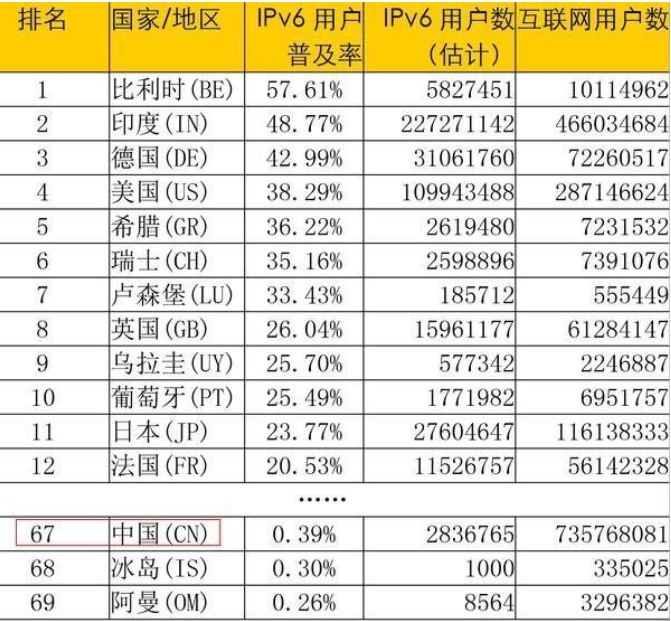 排名 国家/地区 IPv6 用户普及率 IPv6 用户数(估计) 互联网用户数
1 比利时(BE) 57.61% 5827451 10114962
2 印度(IN) 48.77% 227271142 466034684
3 德国(DE) 42.99% 31061760 72260517
4 美国(US) 38.29% 109943488 287146624
5 希腊(GR) 36.22% 2619480 7231532
6 瑞士(CH) 35.16% 2598896 7391076
7 卢森堡(LU) 33.43% 185712 555449
8 英国(GB) 26.04% 15961177 61284147
9 乌拉圭(UY) 25.70% 577342 2246887
10 葡萄牙(PT) 25.49% 1771982 6951757
11 日本(JP) 23.77% 27604647 116138333
12 法国(FR) 20.53% 11526757 56142328
……
67 中国(CN) 0.39% 2836765 735768081
68 冰岛(IS) 0.30% 1000 335025
69 阿曼(OM) 0.26% 8564 3296382